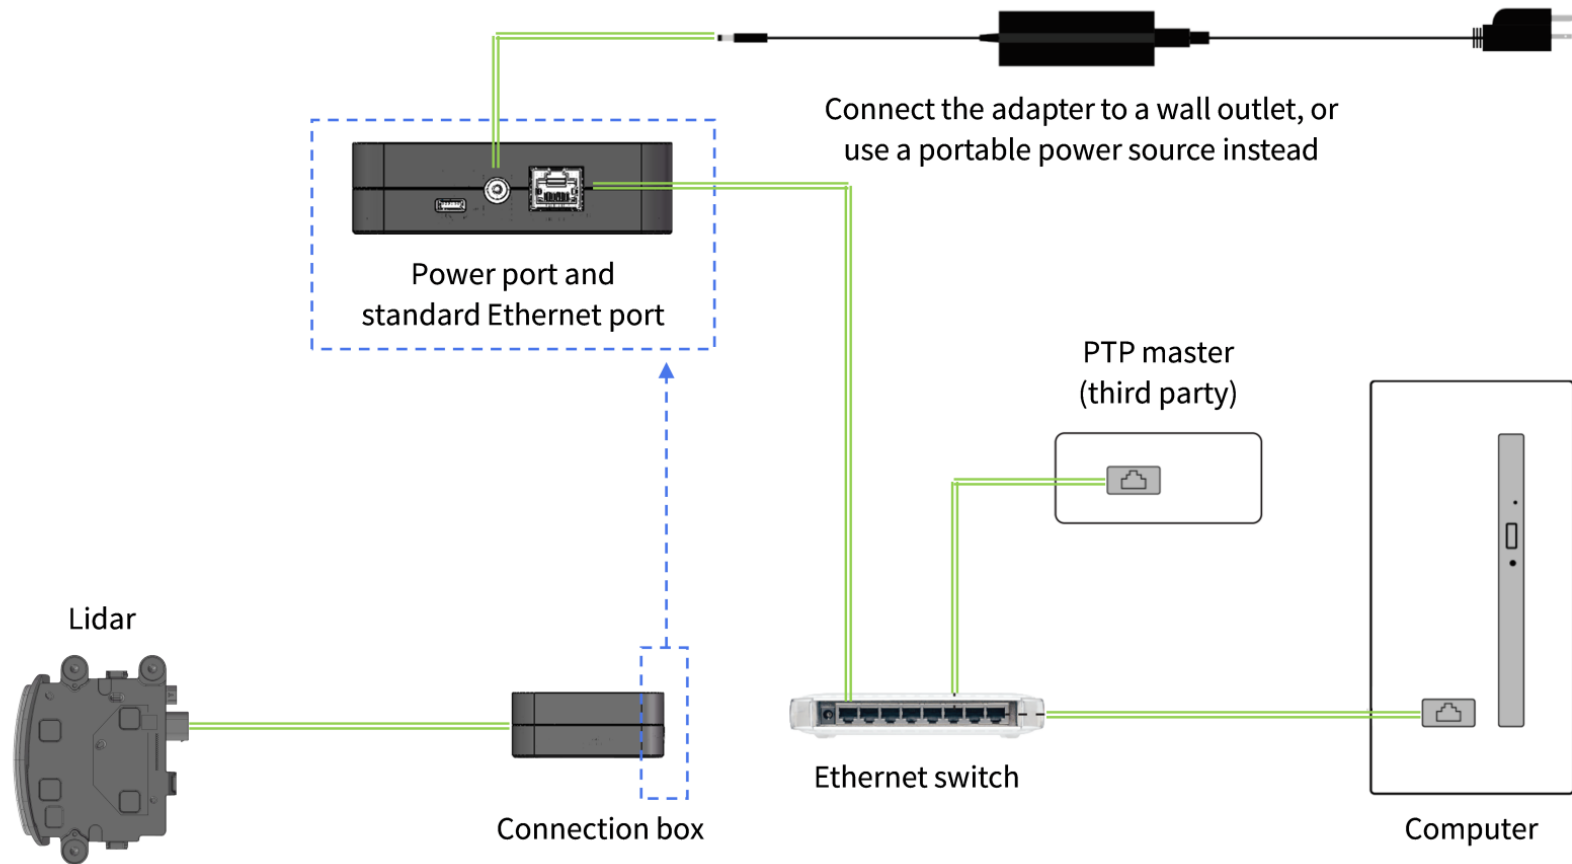 Connect the adapter to a wall outlet, or
use a portable power source instead
Power port and
standard Ethernet port
PTP master
(third party)
Lidar
Ethernet switch
Connection box
Computer